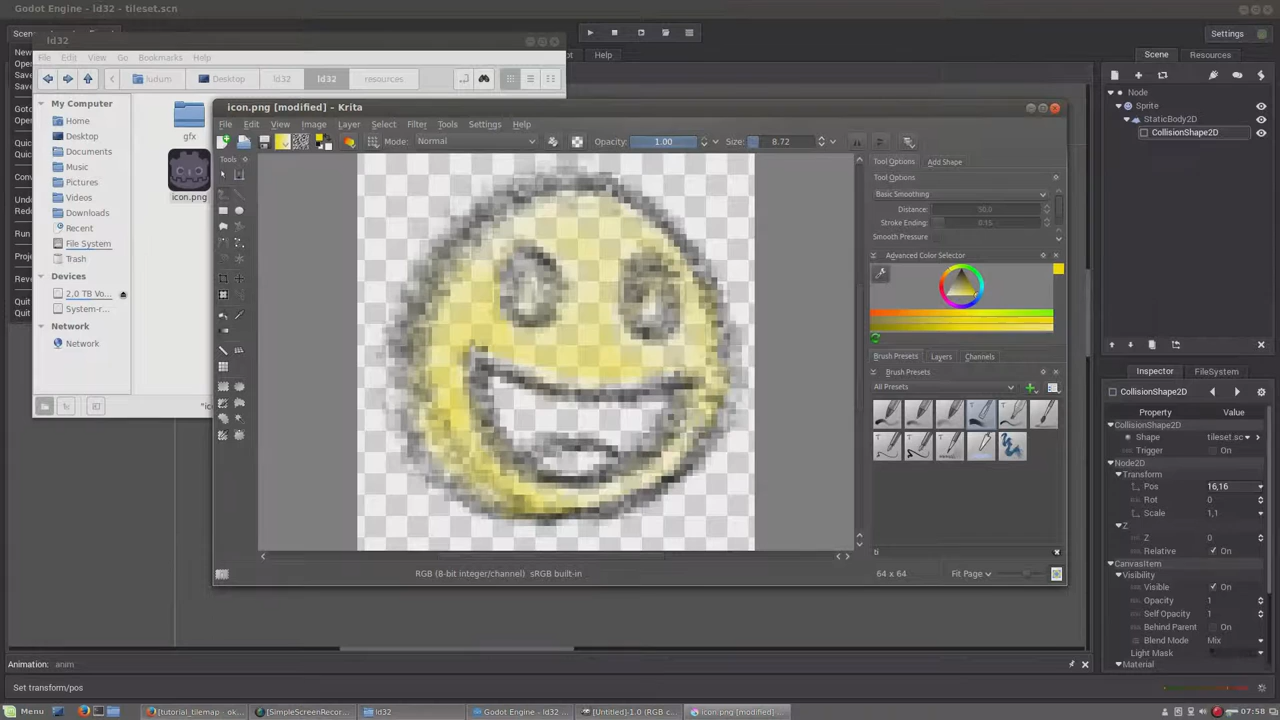 Godot Engine - ld32 - tileset.scn
Help
Settings
Scene
Resources
ld32
File Edit View Go Bookmarks Help
ludum
Desktop
ld32
ld32
resources
My Computer
Home
Desktop
Documents
Music
Pictures
Videos
Downloads
Recent
File System
Trash
Devices
2,0 TB Vo...
System-r...
Network
Network
gfx
icon.png
icon.png [modified] - Krita
File Edit View Image Layer Select Filter Tools Settings Help
Mode: Normal
Opacity: 1.00
Size: 8.72
Tools
Tool Options
Add Shape
Tool Options
Basic Smoothing
Distance: 50.0
Stroke Ending: 0.15
Smooth Pressure
Advanced Color Selector
Brush Presets
Layers
Channels
Brush Presets
All Presets
RGB (8-bit integer/channel) sRGB built-in
64 x 64
Fit Page
Node
Sprite
StaticBody2D
CollisionShape2D
Inspector
FileSystem
CollisionShape2D
Property Value
CollisionShape2D
Shape tileset.sc
Trigger On
Node2D
Transform
Pos 16,16
Rot 0
Scale 1,1
Z
Z 0
Relative On
CanvasItem
Visibility
Visible On
Opacity 1
Self Opacity 1
Behind Parent On
Blend Mode Mix
Light Mask
Material
Animation: anim
Set transform/pos
Menu
[tutorial_tilemap - ok...
[SimpleScreenRecor...
ld32
Godot Engine - ld32 ...
[Untitled]-1.0 (RGB c...
icon.png [modified] ...
07:58